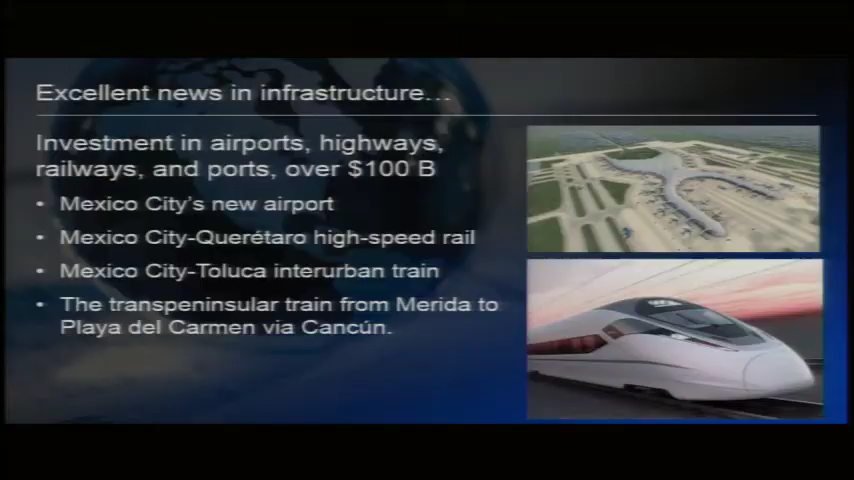 Excellent news in infrastructure…
Investment in airports, highways,
railways, and ports, over $100 B
• Mexico City's new airport
• Mexico City-Querétaro high-speed rail
• Mexico City-Toluca interurban train
• The transpeninsular train from Merida to
Playa del Carmen via Cancún.